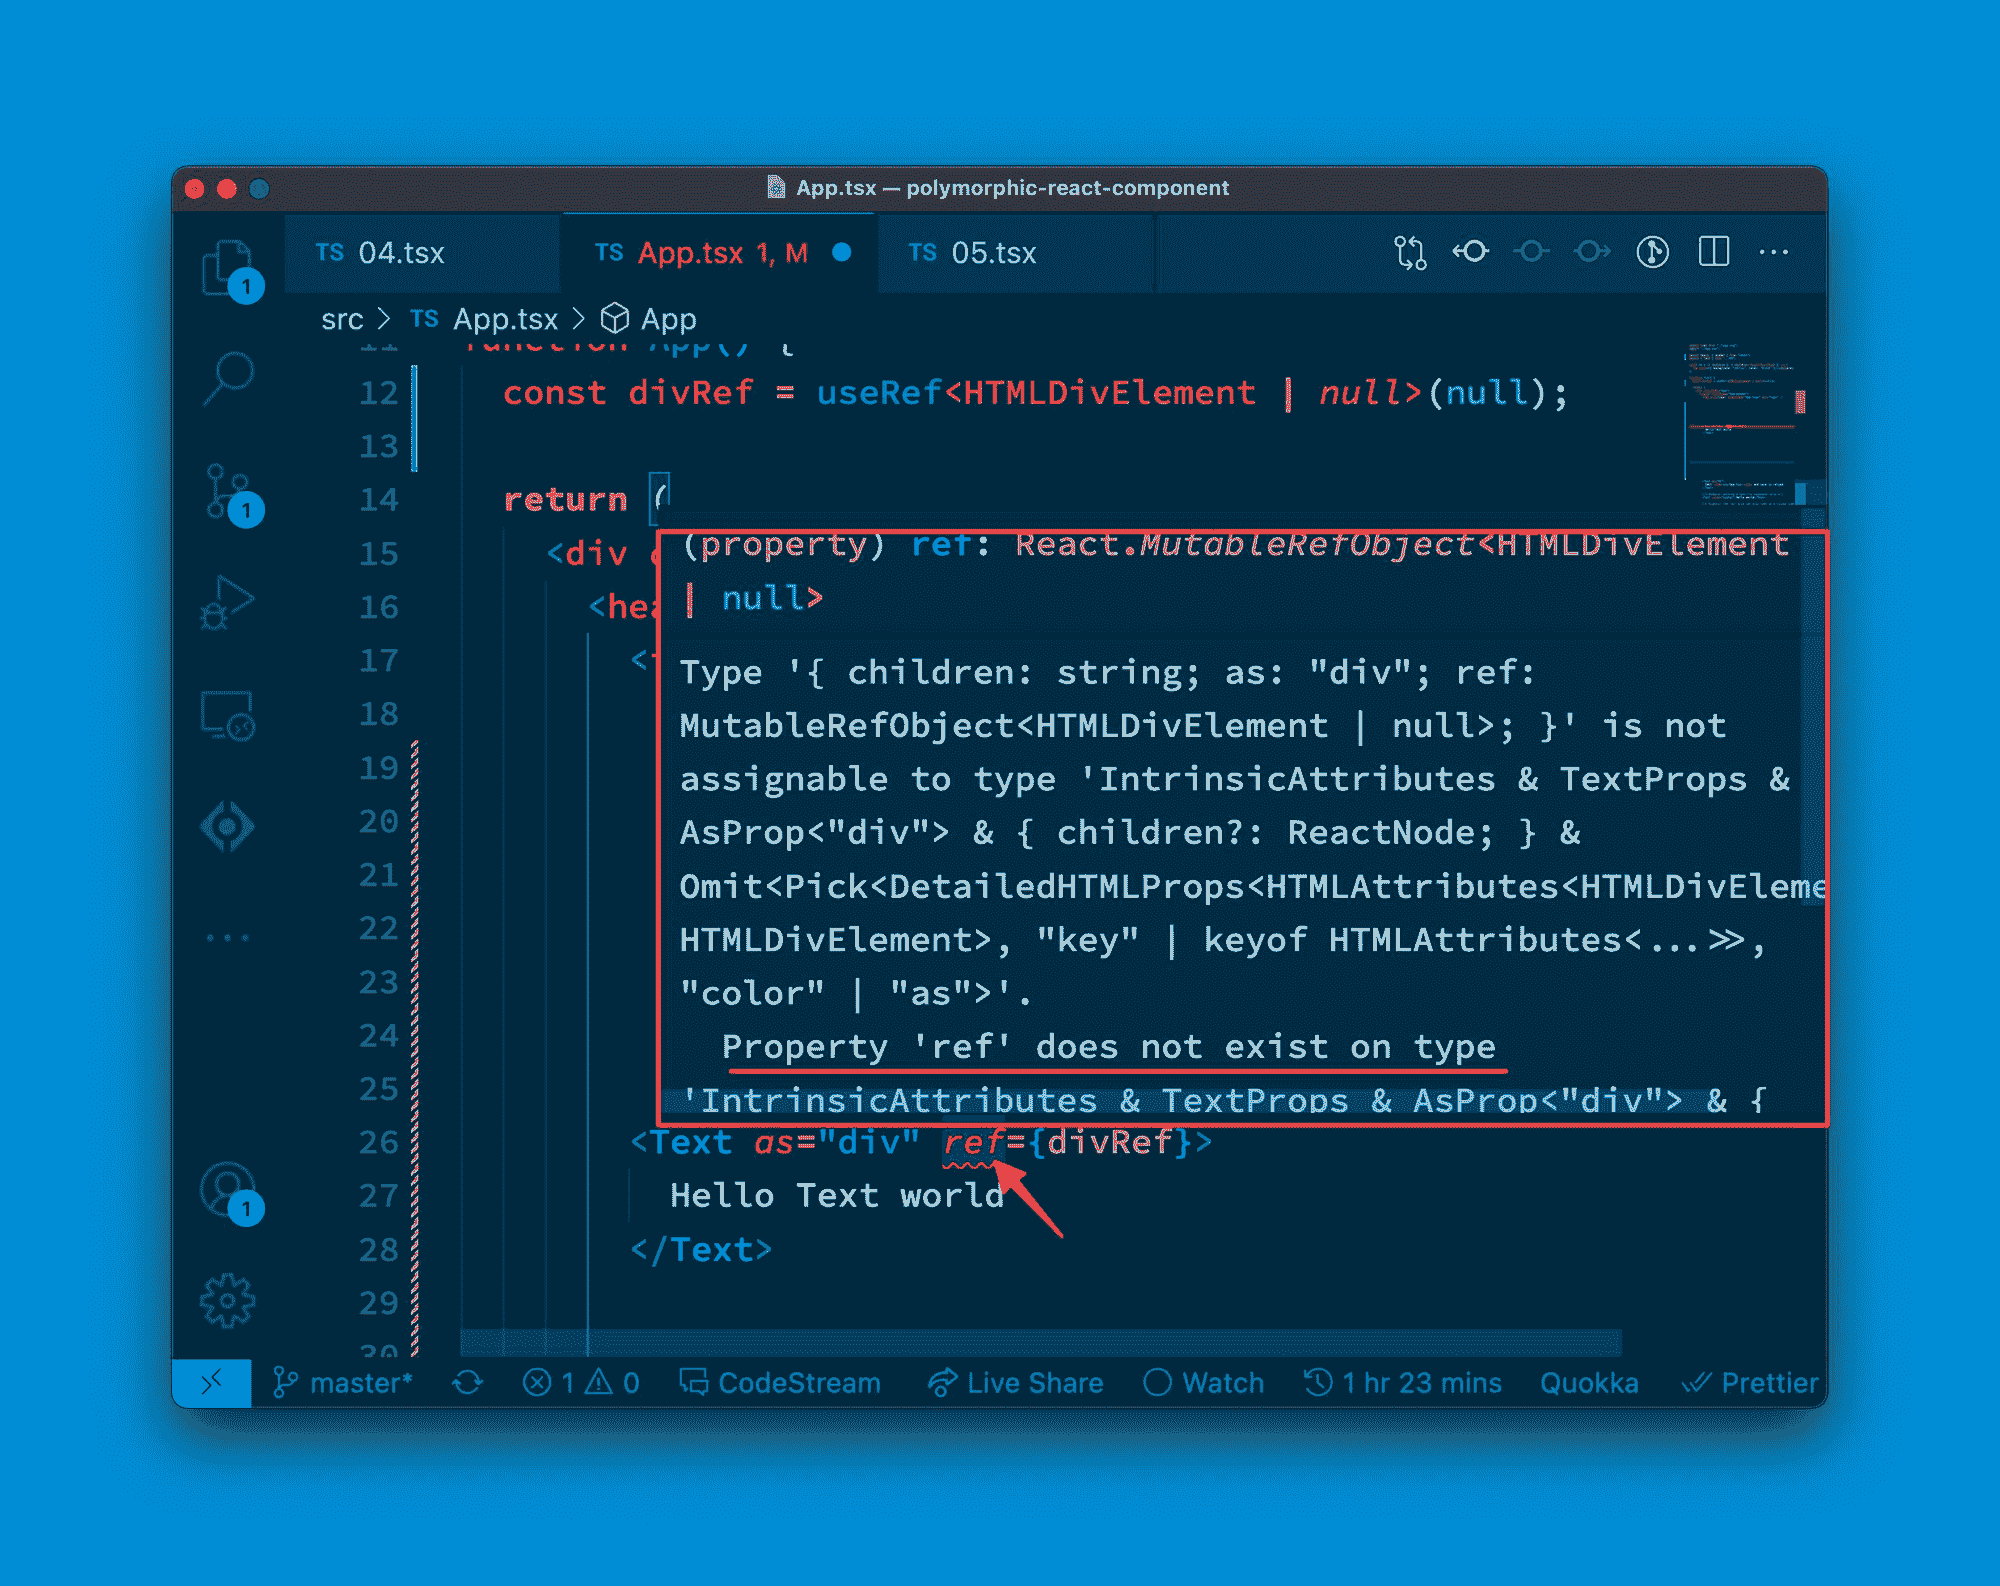 App.tsx — polymorphic-react-component
TS 04.tsx
TS App.tsx 1, M
TS 05.tsx
src > TS App.tsx > App
11 function App() {
12 const divRef = useRef<HTMLDivElement | null>(null);
13
14 return (
15 <div
16 <hea
17 <
18
19
20
21
22
23
24
25
(property) ref: React.MutableRefObject<HTMLDivElement
| null>
Type '{ children: string; as: "div"; ref:
MutableRefObject<HTMLDivElement | null>; }' is not
assignable to type 'IntrinsicAttributes & TextProps &
AsProp<"div"> & { children?: ReactNode; } &
Omit<Pick<DetailedHTMLProps<HTMLAttributes<HTMLDivEleme
HTMLDivElement>, "key" | keyof HTMLAttributes<...>>,
"color" | "as">'.
Property 'ref' does not exist on type
'IntrinsicAttributes & TextProps & AsProp<"div"> & {
26 <Text as="div" ref={divRef}>
27 Hello Text world
28 </Text>
29
30
1
1
1
master* 1 0 CodeStream Live Share Watch 1 hr 23 mins Quokka Prettier